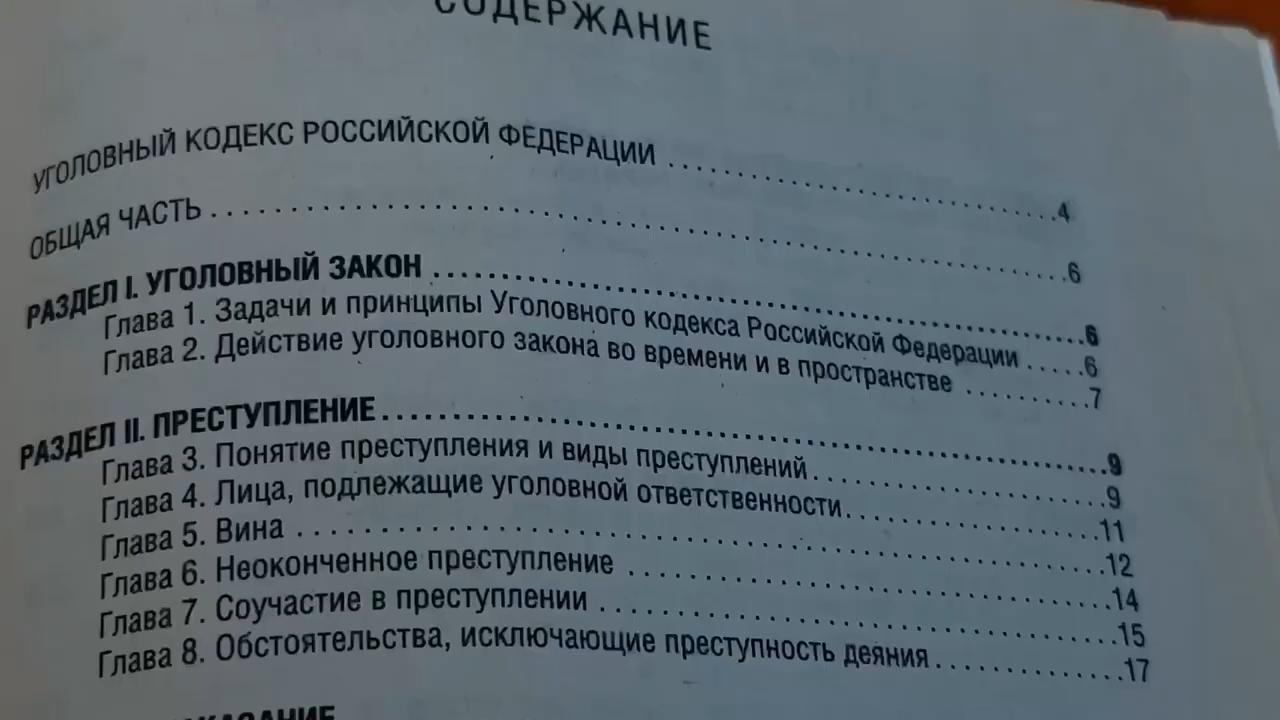 СОДЕРЖАНИЕ
УГОЛОВНЫЙ КОДЕКС РОССИЙСКОЙ ФЕДЕРАЦИИ ........................... 4
ОБЩАЯ ЧАСТЬ ........................... 6
РАЗДЕЛ I. УГОЛОВНЫЙ ЗАКОН ........................... 6
Глава 1. Задачи и принципы Уголовного кодекса Российской Федерации ..... 6
Глава 2. Действие уголовного закона во времени и в пространстве .......... 7
РАЗДЕЛ II. ПРЕСТУПЛЕНИЕ ........................... 9
Глава 3. Понятие преступления и виды преступлений ........................... 9
Глава 4. Лица, подлежащие уголовной ответственности ........................... 11
Глава 5. Вина ........................... 12
Глава 6. Неоконченное преступление ........................... 14
Глава 7. Соучастие в преступлении ........................... 15
Глава 8. Обстоятельства, исключающие преступность деяния ................. 17